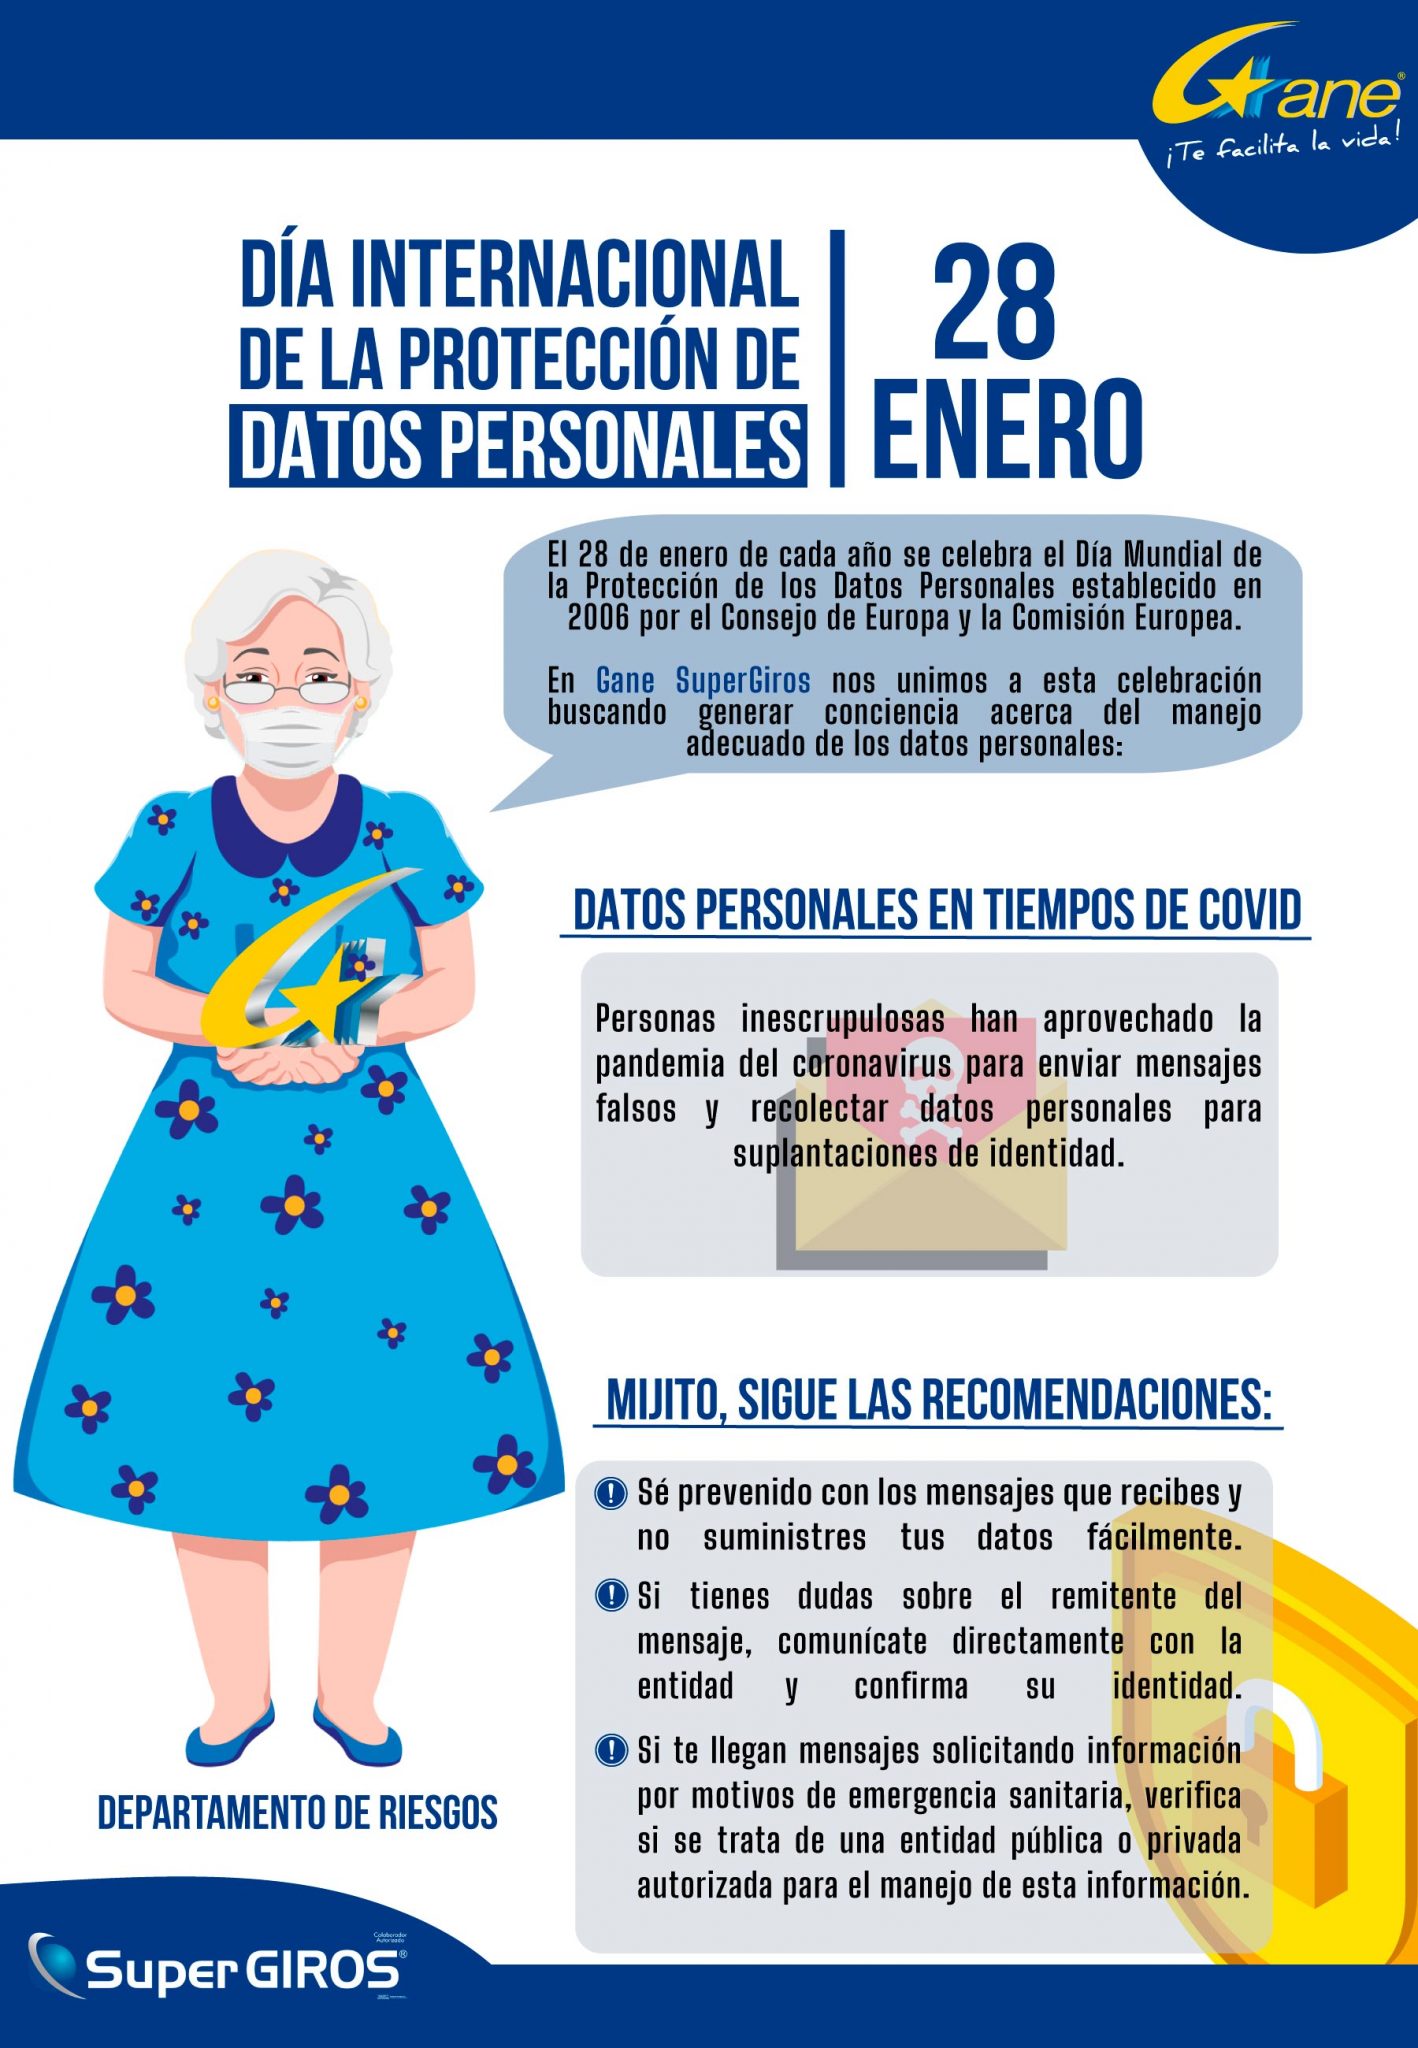 Gane®
¡Te facilita la vida!
DÍA INTERNACIONAL
DE LA PROTECCIÓN DE
DATOS PERSONALES
28
ENERO
El 28 de enero de cada año se celebra el Día Mundial de
la Protección de los Datos Personales establecido en
2006 por el Consejo de Europa y la Comisión Europea.
En Gane SuperGiros nos unimos a esta celebración
buscando generar conciencia acerca del manejo
adecuado de los datos personales:
DATOS PERSONALES EN TIEMPOS DE COVID
Personas inescrupulosas han aprovechado la
pandemia del coronavirus para enviar mensajes
falsos y recolectar datos personales para
suplantaciones de identidad.
MIJITO, SIGUE LAS RECOMENDACIONES:
Sé prevenido con los mensajes que recibes y
no suministres tus datos fácilmente.
Si tienes dudas sobre el remitente del
mensaje, comunícate directamente con la
entidad y confirma su identidad.
Si te llegan mensajes solicitando información
por motivos de emergencia sanitaria, verifica
si se trata de una entidad pública o privada
autorizada para el manejo de esta información.
DEPARTAMENTO DE RIESGOS
Colaborador
Autorizado
Super GIROS®